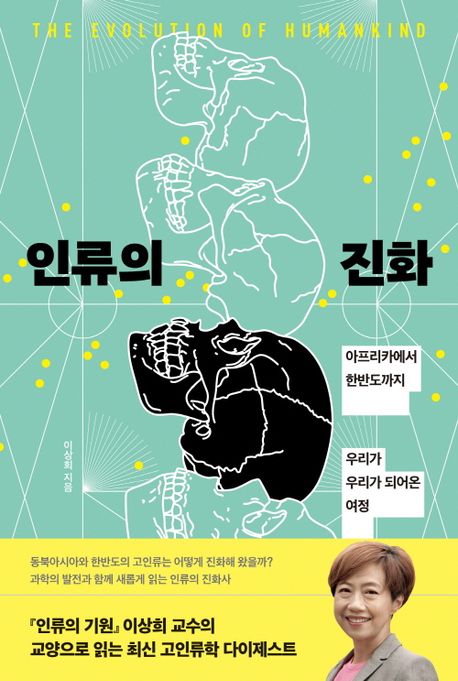 THE EVOLUTION OF HUMANKIND
인류의 진화
아프리카에서
한반도까지
우리가
우리가 되어온
여정
이상희 지음
동북아시아와 한반도의 고인류는 어떻게 진화해 왔을까?
과학의 발전과 함께 새롭게 읽는 인류의 진화사
『인류의 기원』 이상희 교수의
교양으로 읽는 최신 고인류학 다이제스트